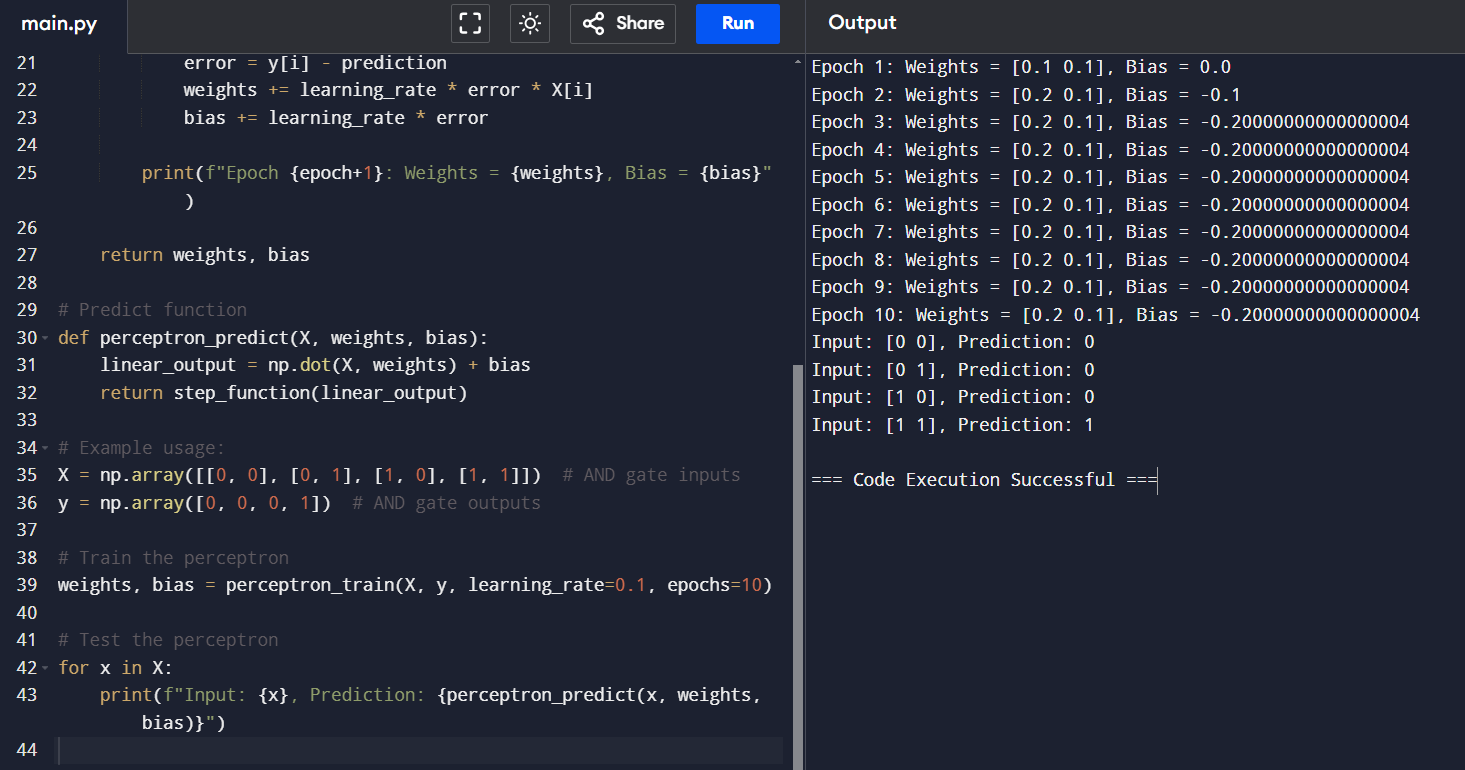 main.py
Share
Run
Output
21 error = y[i] - prediction
22 weights += learning_rate * error * X[i]
23 bias += learning_rate * error
24
25 print(f"Epoch {epoch+1}: Weights = {weights}, Bias = {bias}"
)
26
27 return weights, bias
28
29 # Predict function
30 def perceptron_predict(X, weights, bias):
31 linear_output = np.dot(X, weights) + bias
32 return step_function(linear_output)
33
34 # Example usage:
35 X = np.array([[0, 0], [0, 1], [1, 0], [1, 1]]) # AND gate inputs
36 y = np.array([0, 0, 0, 1]) # AND gate outputs
37
38 # Train the perceptron
39 weights, bias = perceptron_train(X, y, learning_rate=0.1, epochs=10)
40
41 # Test the perceptron
42 for x in X:
43 print(f"Input: {x}, Prediction: {perceptron_predict(x, weights,
bias)}")
44
Epoch 1: Weights = [0.1 0.1], Bias = 0.0
Epoch 2: Weights = [0.2 0.1], Bias = -0.1
Epoch 3: Weights = [0.2 0.1], Bias = -0.20000000000000004
Epoch 4: Weights = [0.2 0.1], Bias = -0.20000000000000004
Epoch 5: Weights = [0.2 0.1], Bias = -0.20000000000000004
Epoch 6: Weights = [0.2 0.1], Bias = -0.20000000000000004
Epoch 7: Weights = [0.2 0.1], Bias = -0.20000000000000004
Epoch 8: Weights = [0.2 0.1], Bias = -0.20000000000000004
Epoch 9: Weights = [0.2 0.1], Bias = -0.20000000000000004
Epoch 10: Weights = [0.2 0.1], Bias = -0.20000000000000004
Input: [0 0], Prediction: 0
Input: [0 1], Prediction: 0
Input: [1 0], Prediction: 0
Input: [1 1], Prediction: 1
=== Code Execution Successful ===